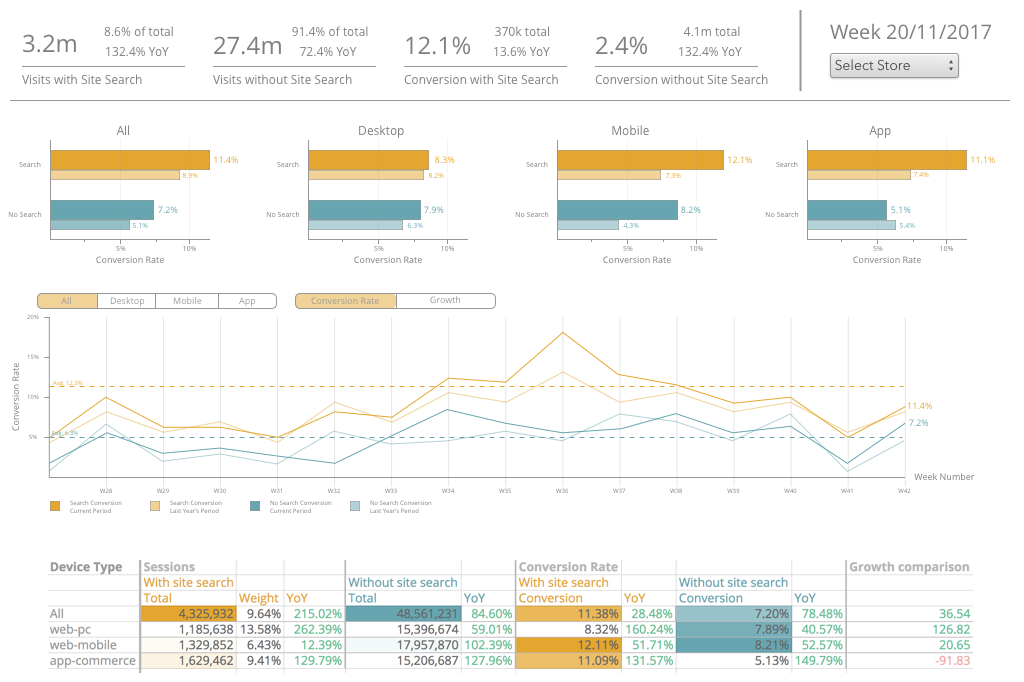 3.2m
8.6% of total
132.4% YoY
Visits with Site Search
27.4m
91.4% of total
72.4% YoY
Visits without Site Search
12.1%
370k total
13.6% YoY
Conversion with Site Search
2.4%
4.1m total
132.4% YoY
Conversion without Site Search
Week 20/11/2017
Select Store
All
Search
11.4%
8.9%
No Search
7.2%
5.1%
5% 10%
Conversion Rate
Desktop
Search
8.3%
8.2%
No Search
7.9%
6.3%
5% 10%
Conversion Rate
Mobile
Search
12.1%
7.3%
No Search
8.2%
4.3%
5% 10%
Conversion Rate
App
Search
11.1%
7.4%
No Search
5.1%
5.4%
5% 10%
Conversion Rate
All Desktop Mobile App
Conversion Rate Growth
20%
15%
Avg: 12.3%
10%
Avg: 6.3%
5%
Conversion Rate
11.4%
7.2%
Week Number
W28 W29 W30 W31 W32 W33 W34 W35 W36 W37 W38 W39 W40 W41 W42
Search Conversion
Current Period
Search Conversion
Last Year's Period
No Search Conversion
Current Period
No Search Conversion
Last Year's Period
Device Type Sessions Conversion Rate Growth comparison
With site search Without site search With site search Without site search
Total Weight YoY Total YoY Conversion YoY Conversion YoY
All 4,325,932 9.64% 215.02% 48,561,231 84.60% 11.38% 28.48% 7.20% 78.48% 36.54
web-pc 1,185,638 13.58% 262.39% 15,396,674 59.01% 8.32% 160.24% 7.89% 40.57% 126.82
web-mobile 1,329,852 6.43% 12.39% 17,957,870 102.39% 12.11% 51.71% 8.21% 52.57% 20.65
app-commerce 1,629,462 9.41% 129.79% 15,206,687 127.96% 11.09% 131.57% 5.13% 149.79% -91.83